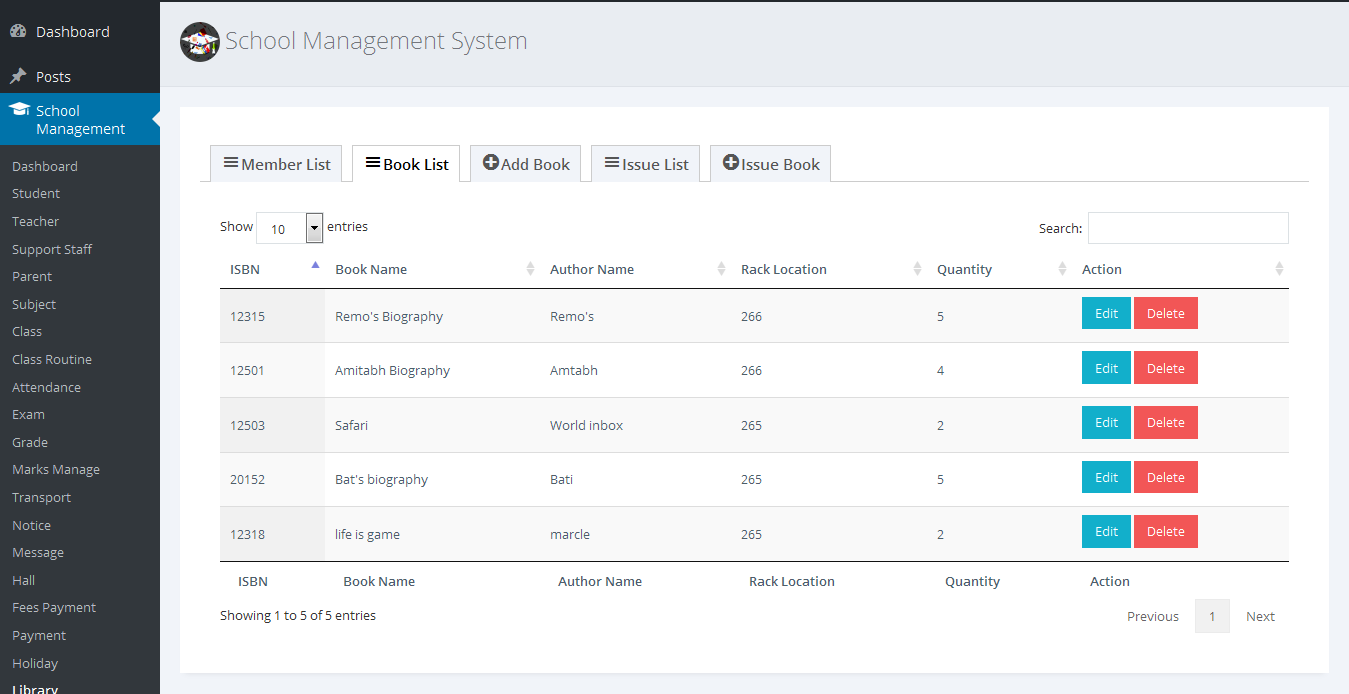 Dashboard
Posts
School
Management
Dashboard
Student
Teacher
Support Staff
Parent
Subject
Class
Class Routine
Attendance
Exam
Grade
Marks Manage
Transport
Notice
Message
Hall
Fees Payment
Payment
Holiday
Library
School Management System
Member List Book List Add Book Issue List Issue Book
Show 10 entries Search:
ISBN Book Name Author Name Rack Location Quantity Action
12315 Remo's Biography Remo's 266 5 Edit Delete
12501 Amitabh Biography Amtabh 266 4 Edit Delete
12503 Safari World inbox 265 2 Edit Delete
20152 Bat's biography Bati 265 5 Edit Delete
12318 life is game marcle 265 2 Edit Delete
ISBN Book Name Author Name Rack Location Quantity Action
Showing 1 to 5 of 5 entries Previous 1 Next